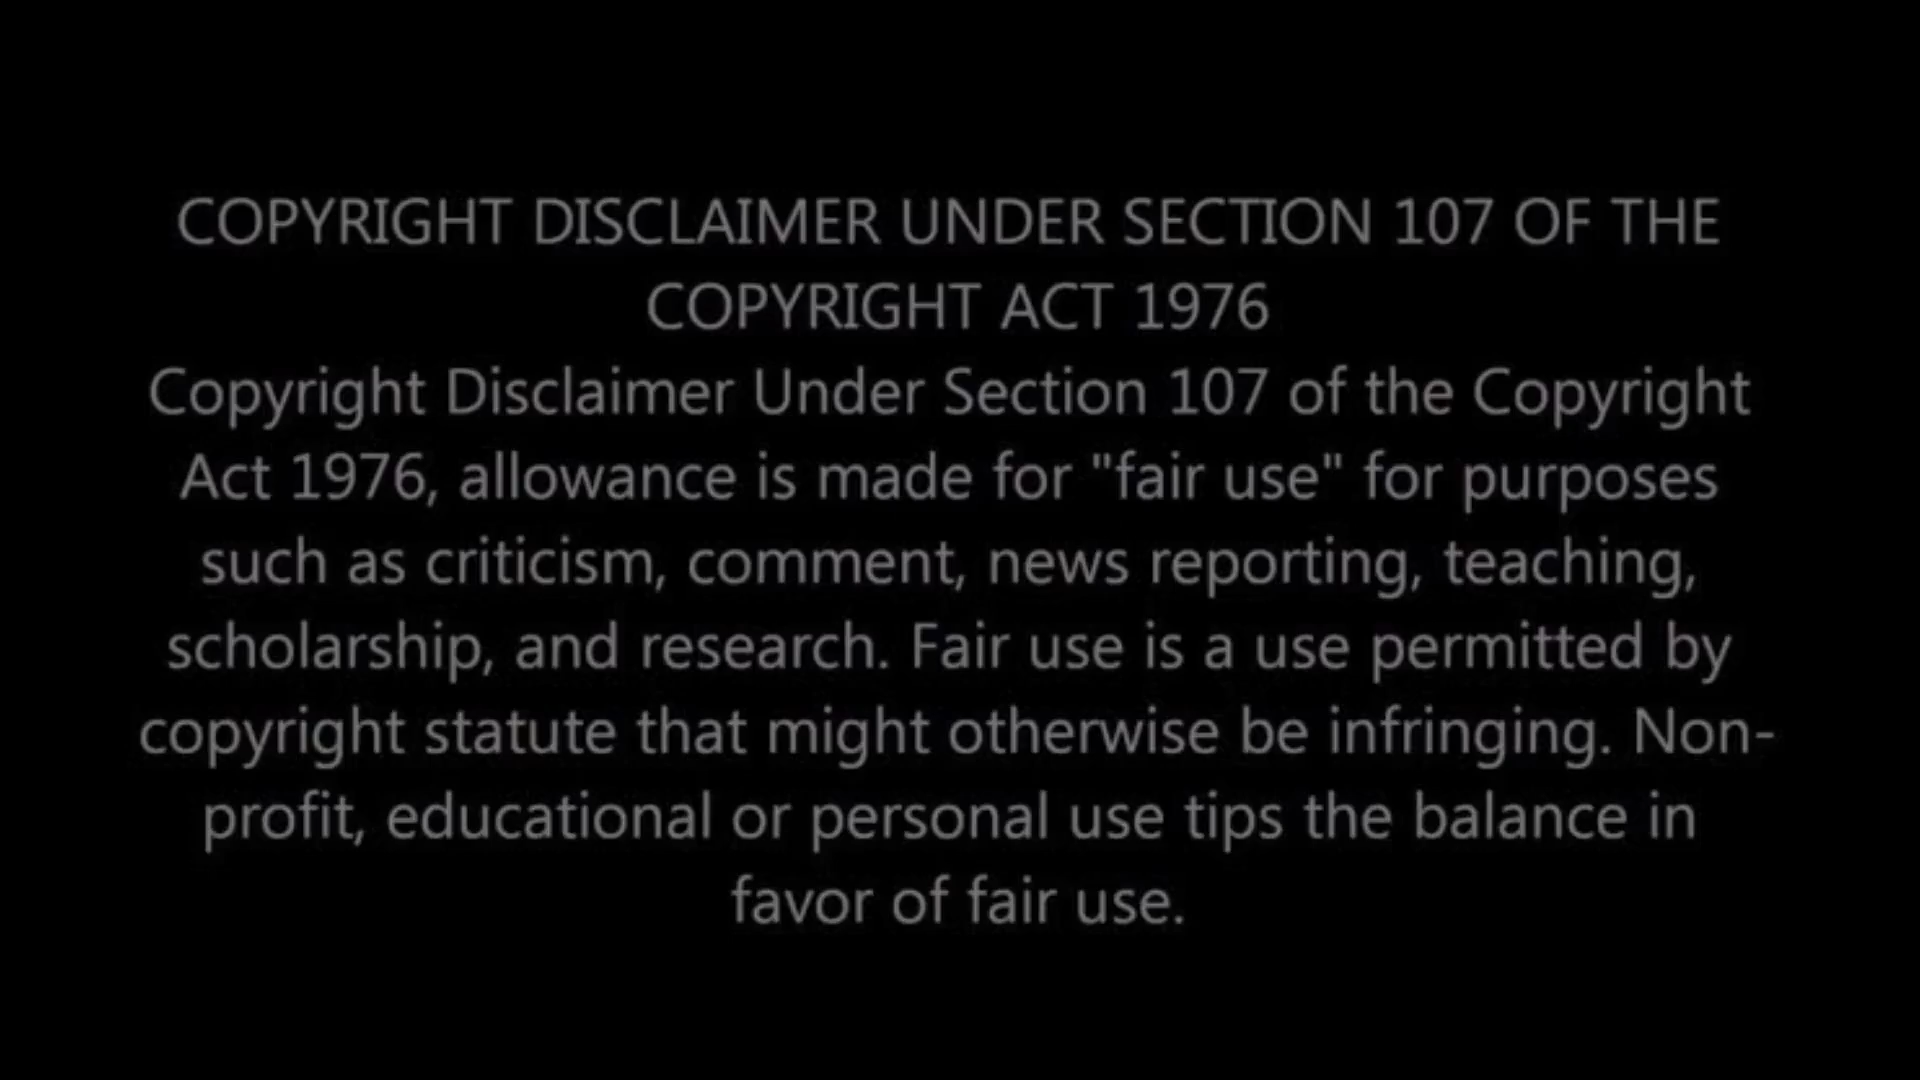 COPYRIGHT DISCLAIMER UNDER SECTION 107 OF THE
COPYRIGHT ACT 1976
Copyright Disclaimer Under Section 107 of the Copyright
Act 1976, allowance is made for "fair use" for purposes
such as criticism, comment, news reporting, teaching,
scholarship, and research. Fair use is a use permitted by
copyright statute that might otherwise be infringing. Non-
profit, educational or personal use tips the balance in
favor of fair use.